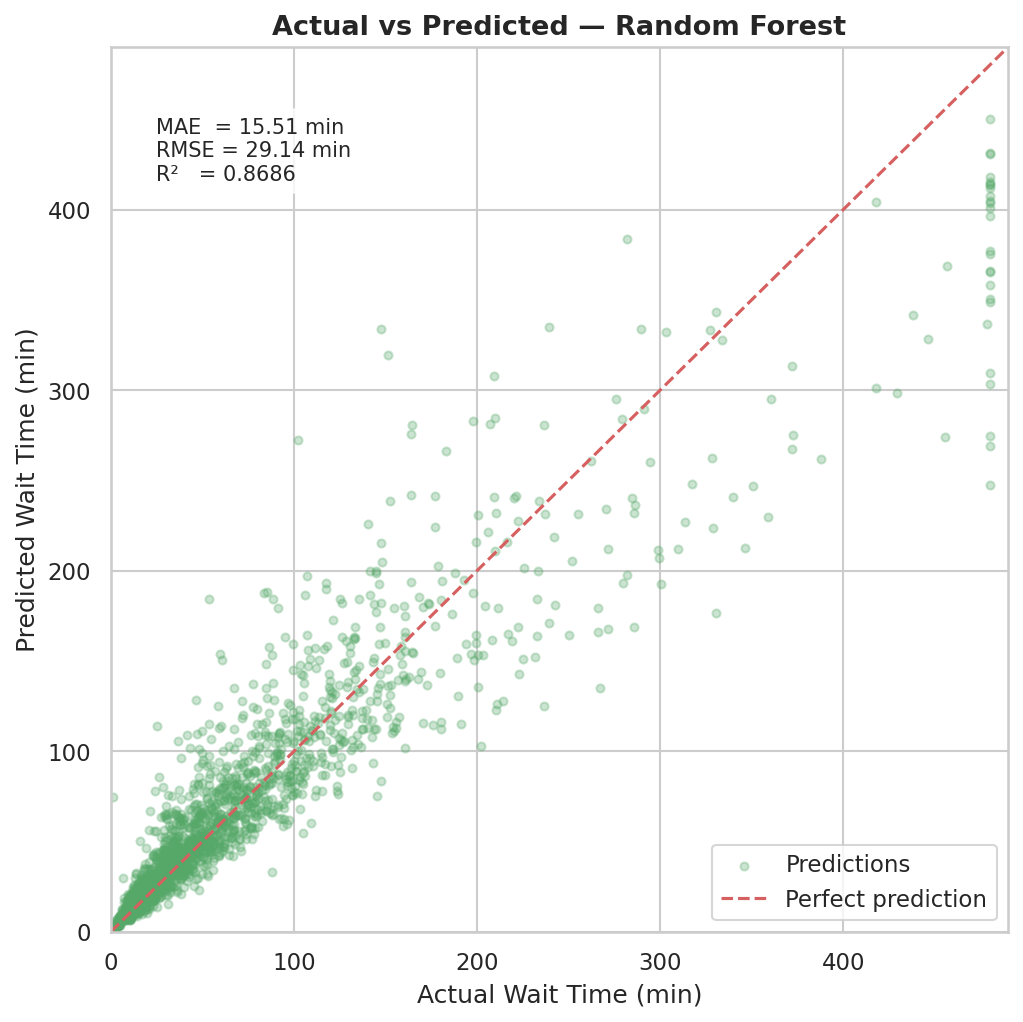 Actual vs Predicted — Random Forest
MAE  = 15.51 min
RMSE = 29.14 min
R²   = 0.8686
400
300
200
100
0
Predicted Wait Time (min)
Predictions
Perfect prediction
0 100 200 300 400
Actual Wait Time (min)